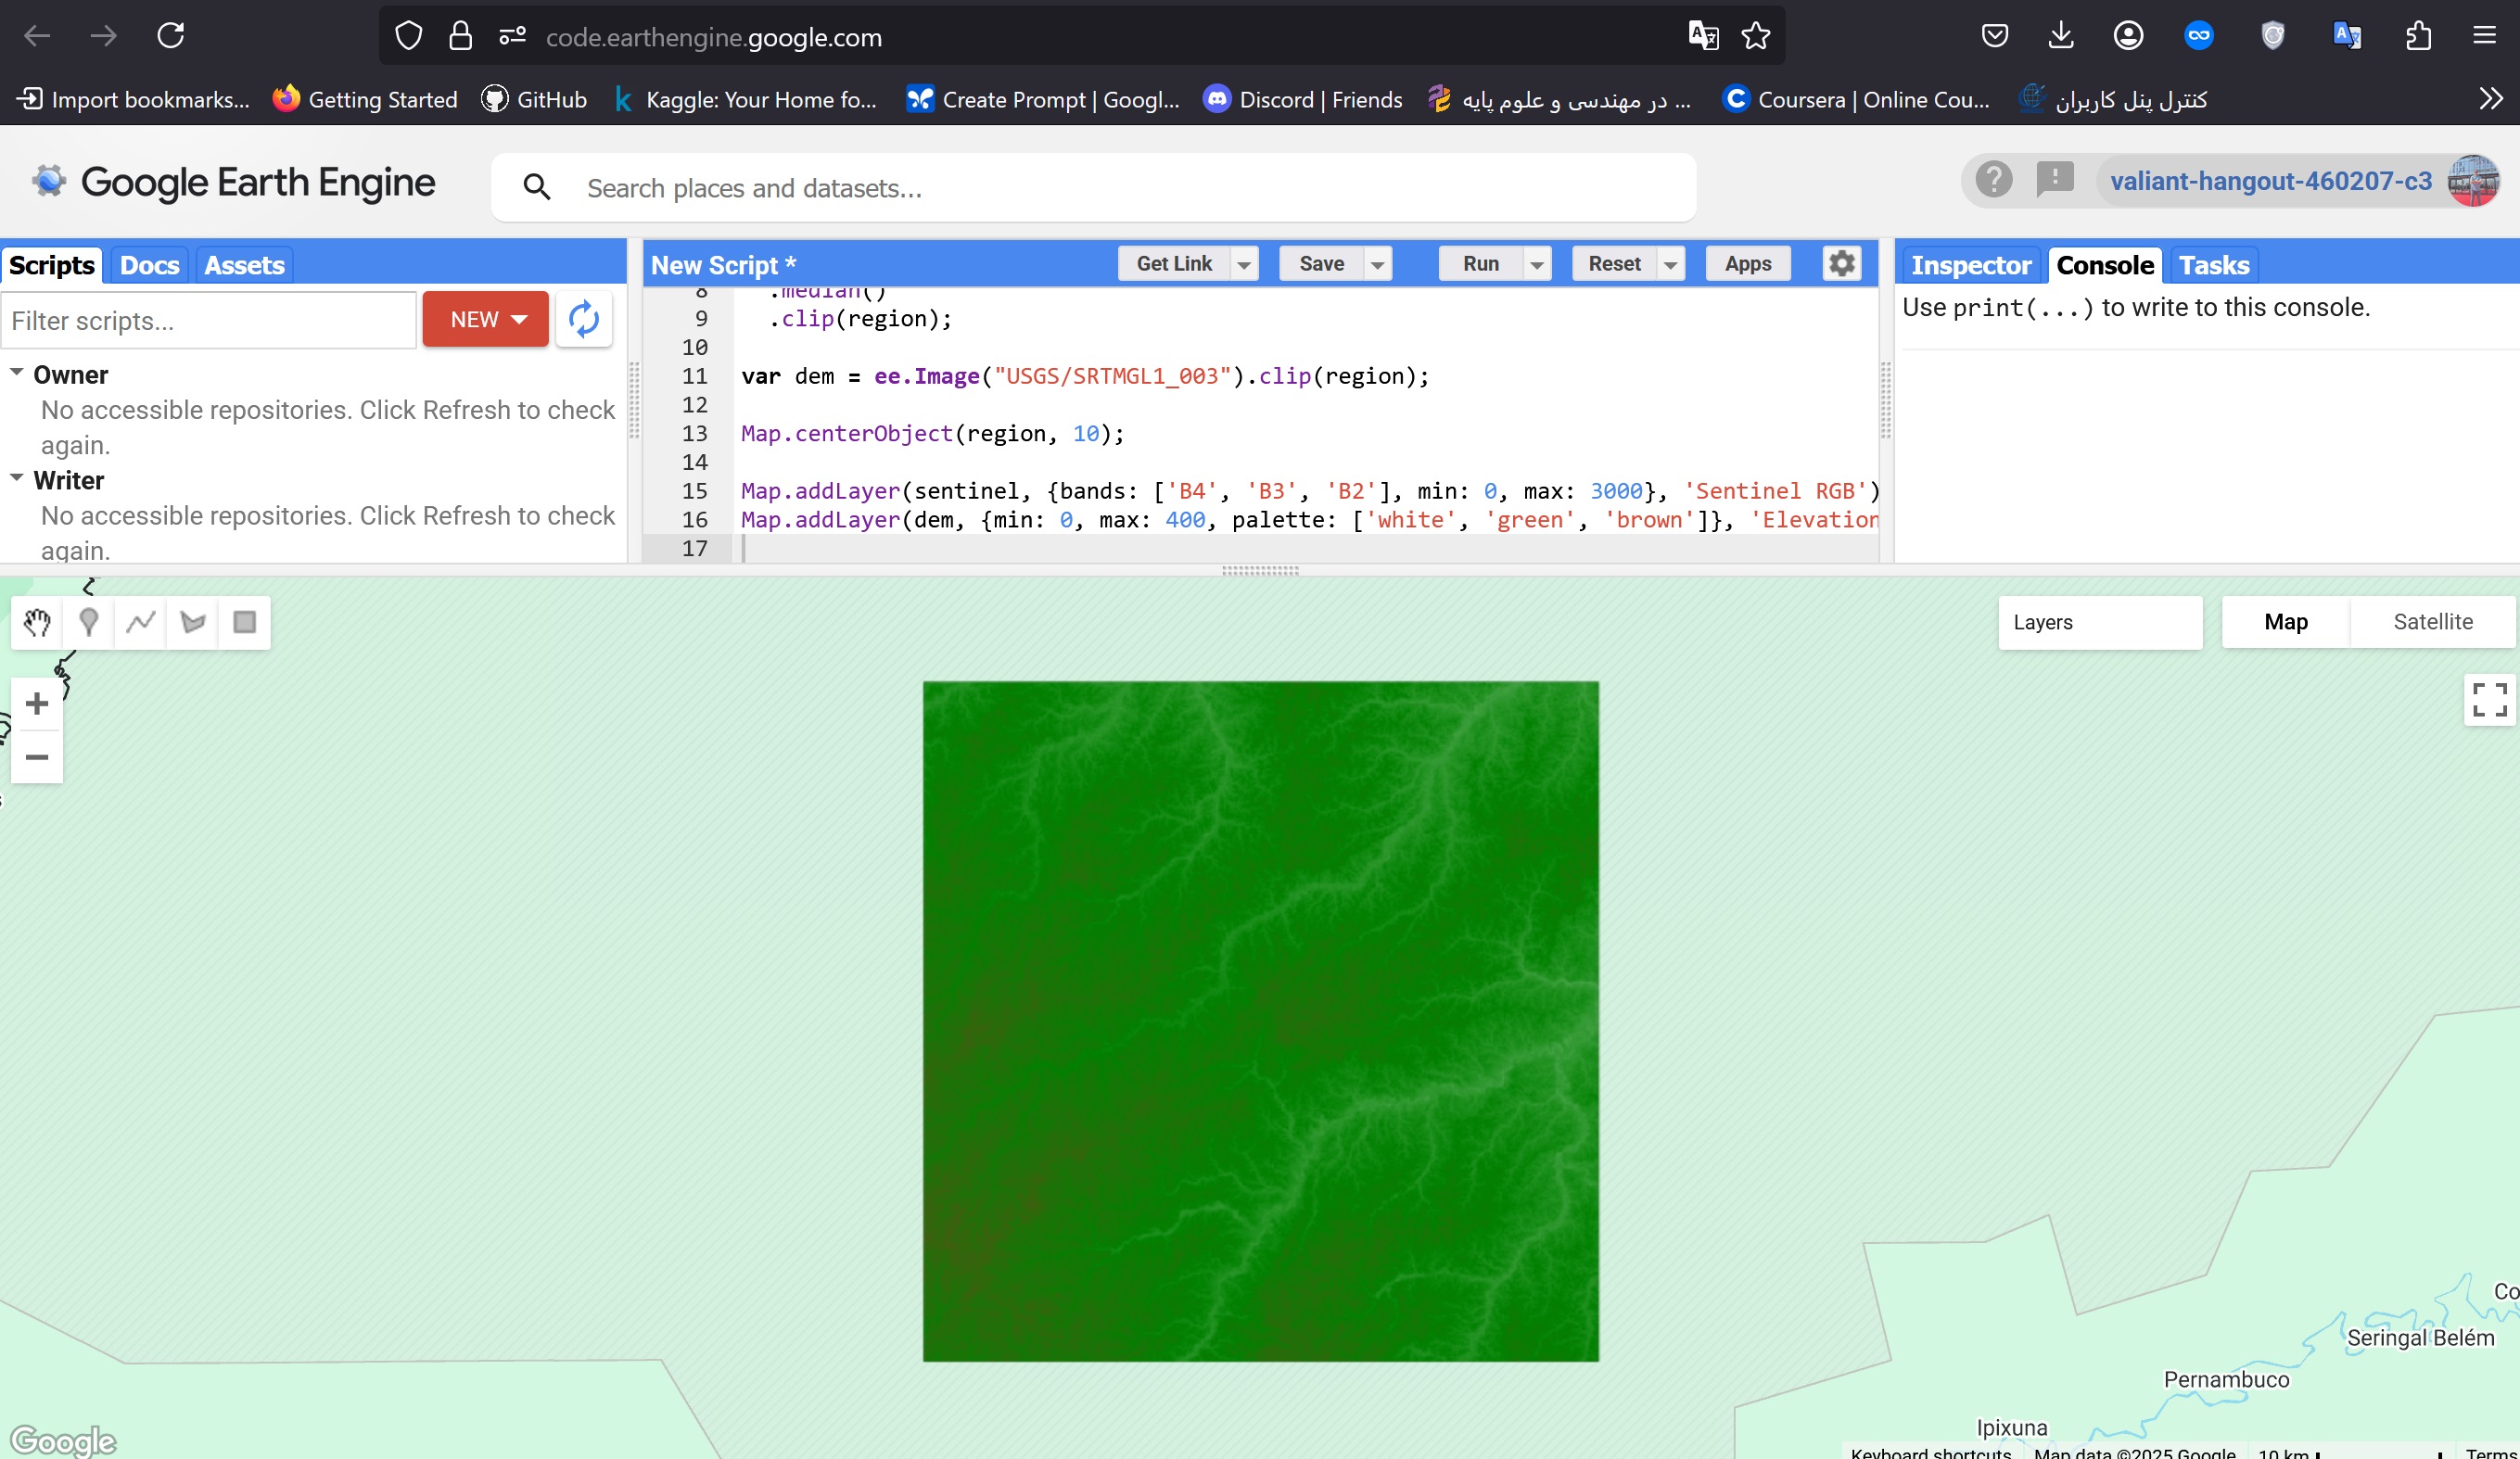 code.earthengine.google.com
Import bookmarks...
Getting Started
GitHub
Kaggle: Your Home fo...
Create Prompt | Googl...
Discord | Friends
در مهندسی و علوم پایه ...
Coursera | Online Cou...
کنترل پنل کاربران
Google Earth Engine
Search places and datasets...
valiant-hangout-460207-c3
Scripts
Docs
Assets
Filter scripts...
NEW
Owner
No accessible repositories. Click Refresh to check
again.
Writer
No accessible repositories. Click Refresh to check
again.
New Script *
Get Link
Save
Run
Reset
Apps
8 .median()
9 .clip(region);
10
11 var dem = ee.Image("USGS/SRTMGL1_003").clip(region);
12
13 Map.centerObject(region, 10);
14
15 Map.addLayer(sentinel, {bands: ['B4', 'B3', 'B2'], min: 0, max: 3000}, 'Sentinel RGB')
16 Map.addLayer(dem, {min: 0, max: 400, palette: ['white', 'green', 'brown']}, 'Elevation
17
Inspector
Console
Tasks
Use print(...) to write to this console.
Layers
Map
Satellite
Co
Seringal Belém
Pernambuco
Ipixuna
Google
Keyboard shortcuts
Map data ©2025 Google
10 km
Terms